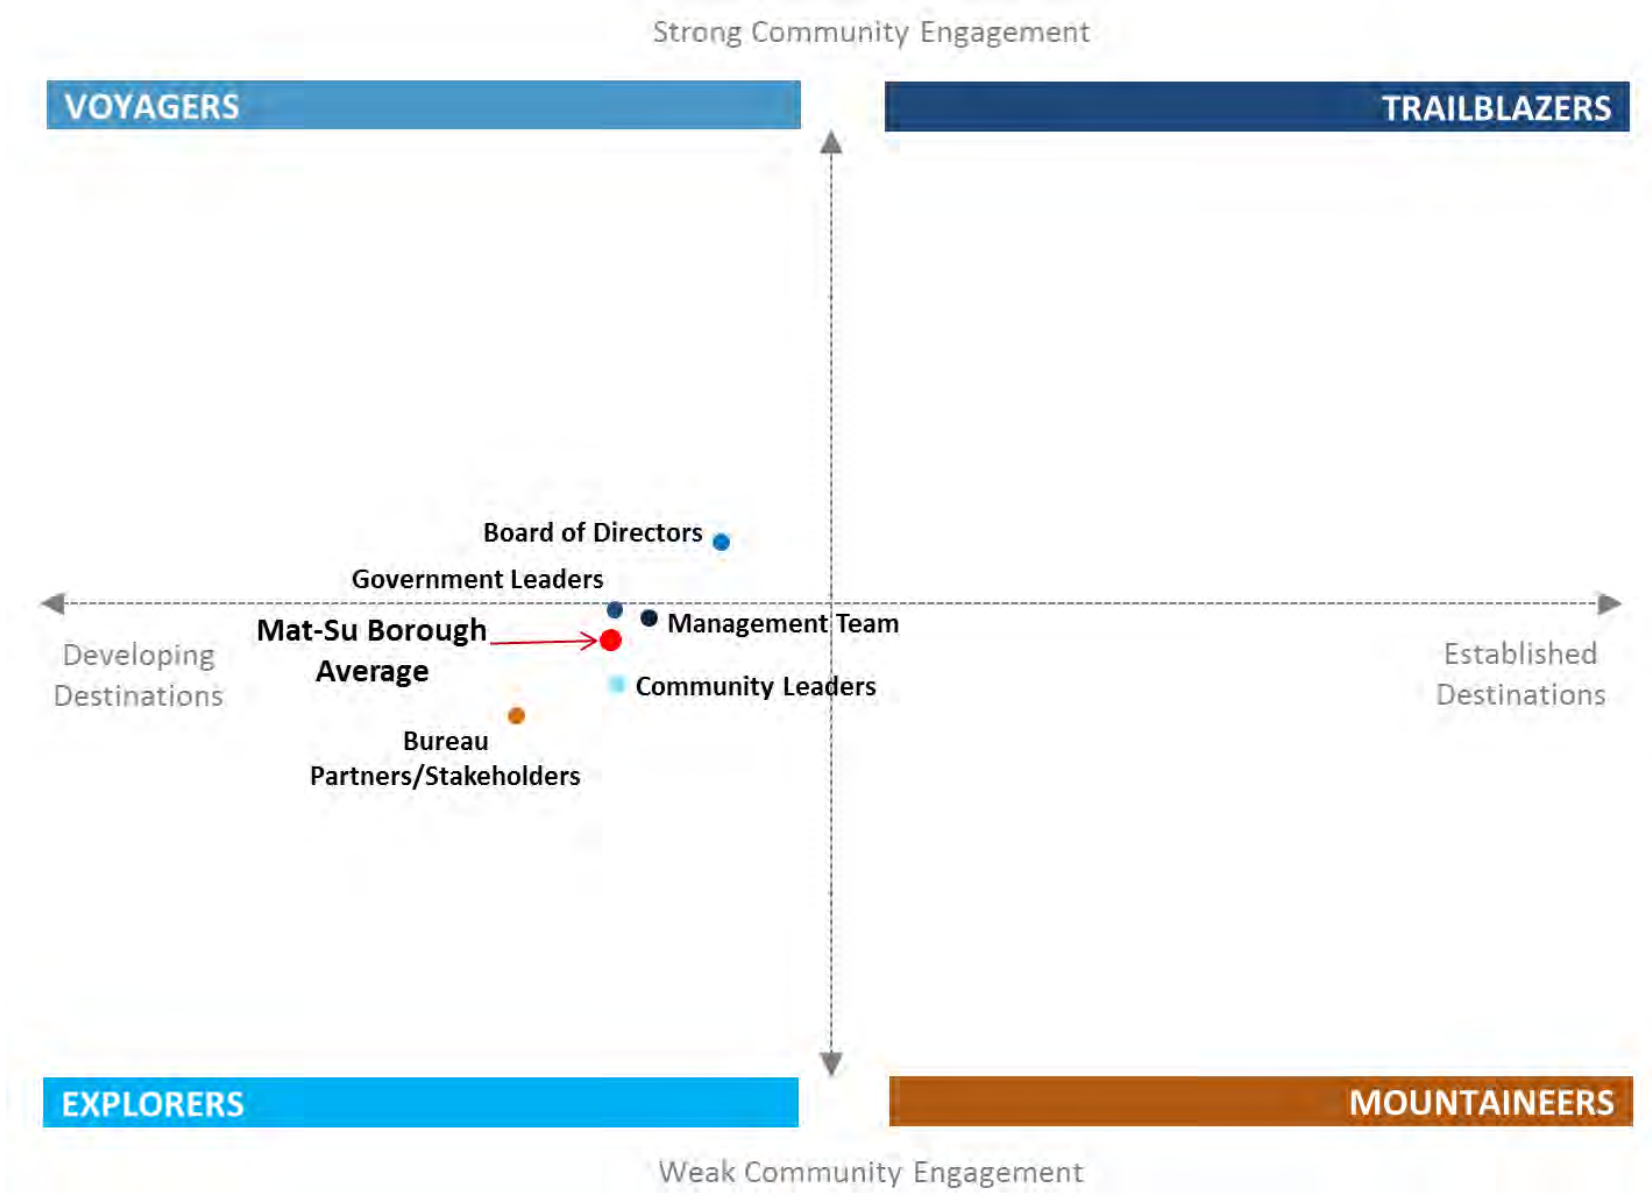 Strong Community Engagement
VOYAGERS
TRAILBLAZERS
Board of Directors
Government Leaders
Management Team
Mat-Su Borough
Average
Developing
Destinations
Established
Destinations
Community Leaders
Bureau
Partners/Stakeholders
EXPLORERS
MOUNTAINEERS
Weak Community Engagement